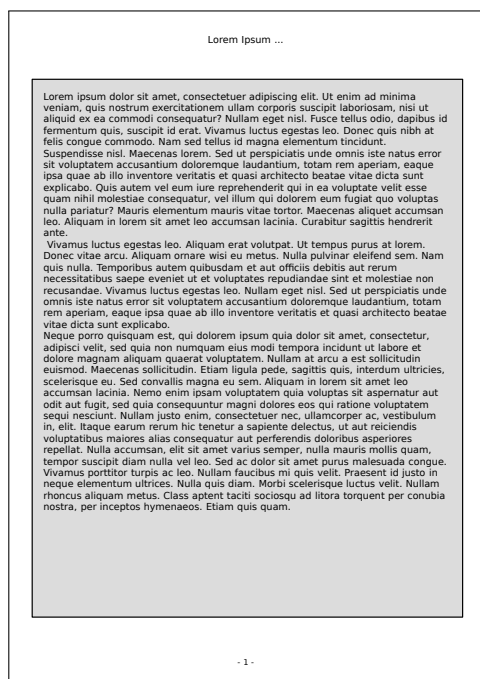 Lorem Ipsum ...
Lorem ipsum dolor sit amet, consectetuer adipiscing elit. Ut enim ad minima
veniam, quis nostrum exercitationem ullam corporis suscipit laboriosam, nisi ut
aliquid ex ea commodi consequatur? Nullam eget nisl. Fusce tellus odio, dapibus id
fermentum quis, suscipit id erat. Vivamus luctus egestas leo. Donec quis nibh at
felis congue commodo. Nam sed tellus id magna elementum tincidunt.
Suspendisse nisl. Maecenas lorem. Sed ut perspiciatis unde omnis iste natus error
sit voluptatem accusantium doloremque laudantium, totam rem aperiam, eaque
ipsa quae ab illo inventore veritatis et quasi architecto beatae vitae dicta sunt
explicabo. Quis autem vel eum iure reprehenderit qui in ea voluptate velit esse
quam nihil molestiae consequatur, vel illum qui dolorem eum fugiat quo voluptas
nulla pariatur? Mauris elementum mauris vitae tortor. Maecenas aliquet accumsan
leo. Aliquam in lorem sit amet leo accumsan lacinia. Curabitur sagittis hendrerit
ante.
Vivamus luctus egestas leo. Aliquam erat volutpat. Ut tempus purus at lorem.
Donec vitae arcu. Aliquam ornare wisi eu metus. Nulla pulvinar eleifend sem. Nam
quis nulla. Temporibus autem quibusdam et aut officiis debitis aut rerum
necessitatibus saepe eveniet ut et voluptates repudiandae sint et molestiae non
recusandae. Vivamus luctus egestas leo. Nullam eget nisl. Sed ut perspiciatis unde
omnis iste natus error sit voluptatem accusantium doloremque laudantium, totam
rem aperiam, eaque ipsa quae ab illo inventore veritatis et quasi architecto beatae
vitae dicta sunt explicabo.
Neque porro quisquam est, qui dolorem ipsum quia dolor sit amet, consectetur,
adipisci velit, sed quia non numquam eius modi tempora incidunt ut labore et
dolore magnam aliquam quaerat voluptatem. Nullam at arcu a est sollicitudin
euismod. Maecenas sollicitudin. Etiam ligula pede, sagittis quis, interdum ultricies,
scelerisque eu. Sed convallis magna eu sem. Aliquam in lorem sit amet leo
accumsan lacinia. Nemo enim ipsam voluptatem quia voluptas sit aspernatur aut
odit aut fugit, sed quia consequuntur magni dolores eos qui ratione voluptatem
sequi nesciunt. Nullam justo enim, consectetuer nec, ullamcorper ac, vestibulum
in, elit. Itaque earum rerum hic tenetur a sapiente delectus, ut aut reiciendis
voluptatibus maiores alias consequatur aut perferendis doloribus asperiores
repellat. Nulla accumsan, elit sit amet varius semper, nulla mauris mollis quam,
tempor suscipit diam nulla vel leo. Sed ac dolor sit amet purus malesuada congue.
Vivamus porttitor turpis ac leo. Nullam faucibus mi quis velit. Praesent id justo in
neque elementum ultrices. Nulla quis diam. Morbi scelerisque luctus velit. Nullam
rhoncus aliquam metus. Class aptent taciti sociosqu ad litora torquent per conubia
nostra, per inceptos hymenaeos. Etiam quis quam.
- 1 -